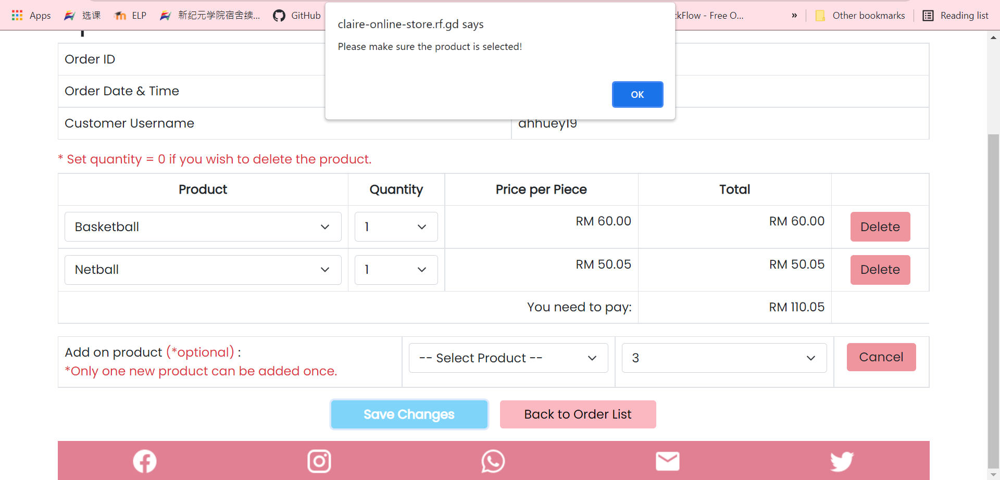 Apps 选课 ELP 新纪元学院宿舍续... GitHub ckFlow - Free O... » Other bookmarks Reading list
claire-online-store.rf.gd says
Please make sure the product is selected!
OK
Order ID
Order Date & Time
Customer Username ahhuey19
* Set quantity = 0 if you wish to delete the product.
Product Quantity Price per Piece Total
Basketball 1 RM 60.00 RM 60.00 Delete
Netball 1 RM 50.05 RM 50.05 Delete
You need to pay: RM 110.05
Add on product (*optional) : -- Select Product -- 3 Cancel
*Only one new product can be added once.
Save Changes Back to Order List